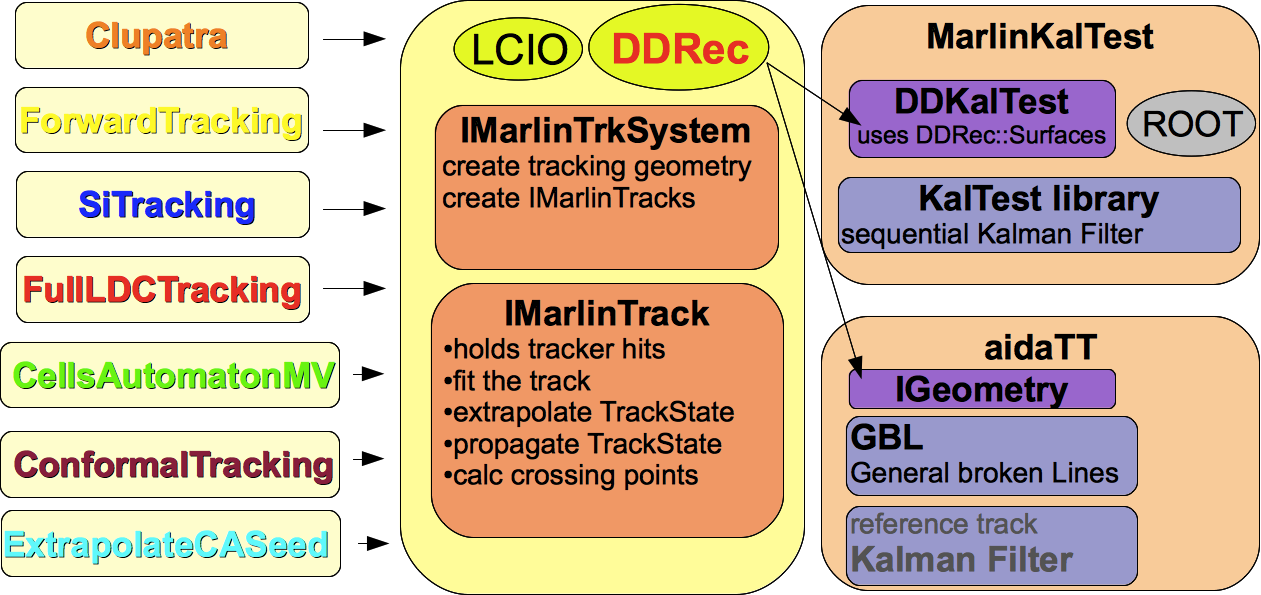 Clupatra
ForwardTracking
SiTracking
FullLDCTracking
CellsAutomatonMV
ConformalTracking
ExtrapolateCASeed
LCIO
DDRec
IMarlinTrkSystem
create tracking geometry
create IMarlinTracks
IMarlinTrack
•holds tracker hits
•fit the track
•extrapolate TrackState
•propagate TrackState
•calc crossing points
MarlinKalTest
DDKalTest
uses DDRec::Surfaces
ROOT
KalTest library
sequential Kalman Filter
aidaTT
IGeometry
GBL
General broken Lines
reference track
Kalman Filter